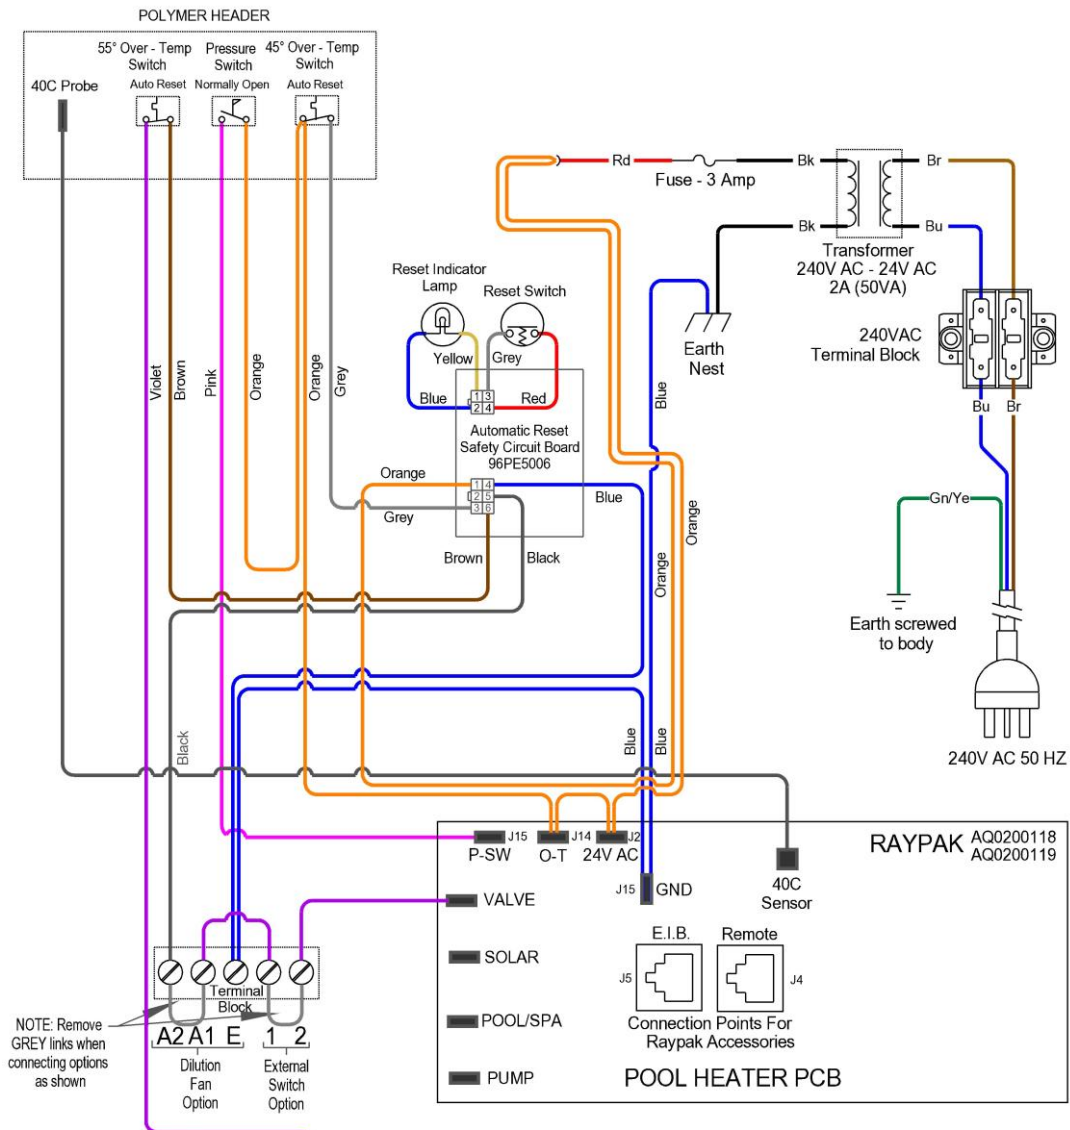 POLYMER HEADER
55° Over - Temp
Switch
Auto Reset
Pressure
Switch
Normally Open
45° Over - Temp
Switch
Auto Reset
40C Probe
Rd
Fuse - 3 Amp
Bk
Br
Bk
Bu
Transformer
240V AC - 24V AC
2A (50VA)
Reset Indicator
Lamp
Reset Switch
Earth
Nest
240VAC
Terminal Block
Violet
Brown
Pink
Orange
Orange
Grey
Yellow
Grey
Blue
Red
1 3
2 4
Blue
Bu
Br
Automatic Reset
Safety Circuit Board
96PE5006
Orange
1 4
2 5
3 6
Grey
Blue
Brown
Black
Orange
Orange
Gn/Ye
Earth screwed
to body
Black
Blue
Blue
240V AC 50 HZ
J15
P-SW
J14
O-T
J2
24V AC
RAYPAK
AQ0200118
AQ0200119
J15
GND
40C
Sensor
VALVE
SOLAR
POOL/SPA
PUMP
E.I.B.
Remote
J5
J4
Connection Points For
Raypak Accessories
POOL HEATER PCB
Terminal
Block
NOTE: Remove
GREY links when
connecting options
as shown
A2 A1 E 1 2
Dilution
Fan
Option
External
Switch
Option